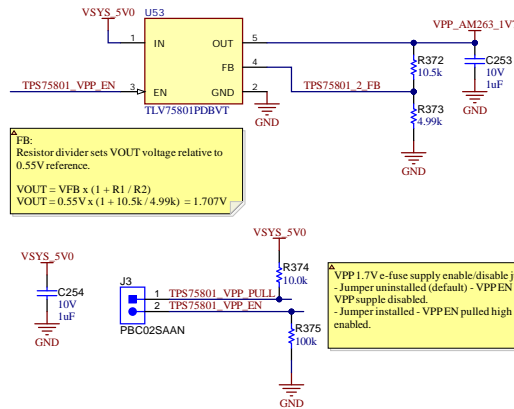 VSYS_5V0
U53
VPP_AM263_1V
1
IN
OUT
5
FB
4
TPS75801_2_FB
TPS75801_VPP_EN
3
EN
GND
2
TLV75801PDBVT
GND
R372
10.5k
C253
10V
1uF
GND
R373
4.99k
GND
FB:
Resistor divider sets VOUT voltage relative to
0.55V reference.
VOUT = VFB x (1 + R1 / R2)
VOUT = 0.55V x (1 + 10.5k / 4.99k) = 1.707V
VSYS_5V0
C254
10V
1uF
GND
VSYS_5V0
R374
10.0k
J3
1
TPS75801_VPP_PULL
2
TPS75801_VPP_EN
PBC02SAAN
R375
100k
GND
VPP 1.7V e-fuse supply enable/disable j
- Jumper uninstalled (default) - VPP EN
VPP supple disabled.
- Jumper installed - VPP EN pulled high
enabled.